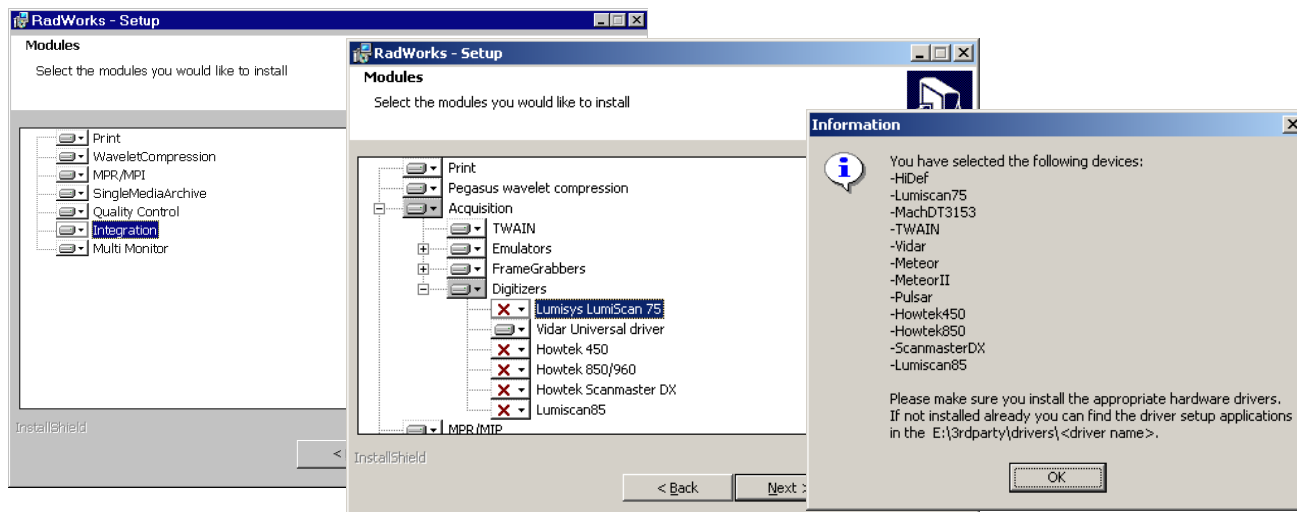 RadWorks - Setup
Modules
Select the modules you would like to install
Print
WaveletCompression
MPR/MPI
SingleMediaArchive
Quality Control
Integration
Multi Monitor
InstallShield
<
RadWorks - Setup
Modules
Select the modules you would like to install
Print
Pegasus wavelet compression
Acquisition
TWAIN
Emulators
FrameGrabbers
Digitizers
Lumisys LumiScan 75
Vidar Universal driver
Howtek 450
Howtek 850/960
Howtek Scanmaster DX
Lumiscan85
MPR/MIP
InstallShield
< Back
Next >
Information
You have selected the following devices:
-HiDef
-Lumiscan75
-MachDT3153
-TWAIN
-Vidar
-Meteor
-MeteorII
-Pulsar
-Howtek450
-Howtek850
-ScanmasterDX
-Lumiscan85
Please make sure you install the appropriate hardware drivers.
If not installed already you can find the driver setup applications
in the E:\3rdparty\drivers\<driver name>.
OK